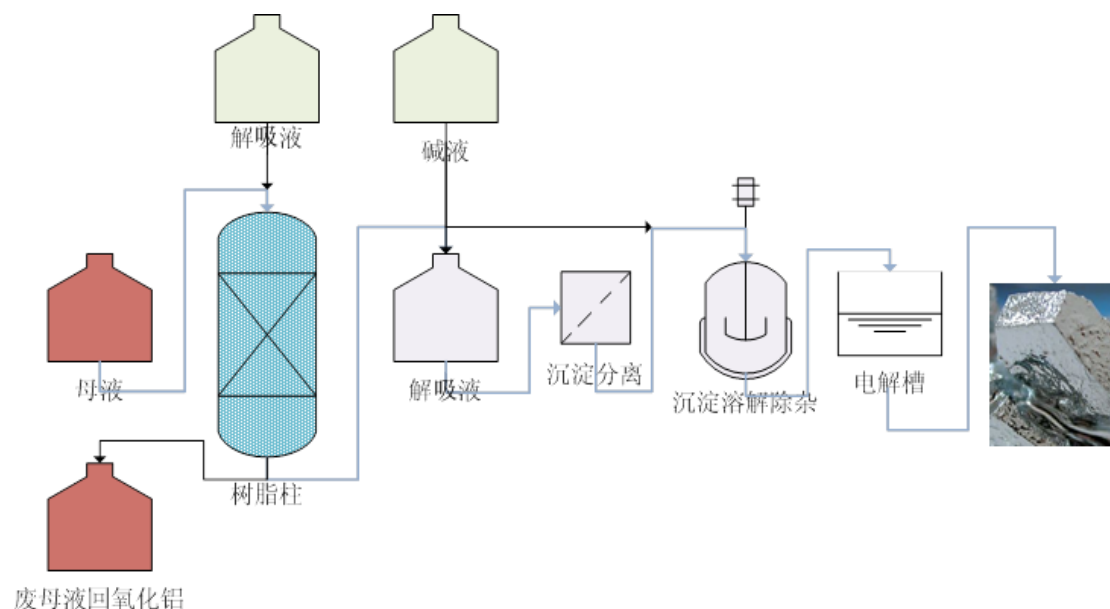 解吸液
碱液
母液
解吸液
沉淀分离
沉淀溶解除杂
电解槽
树脂柱
废母液回氧化铝